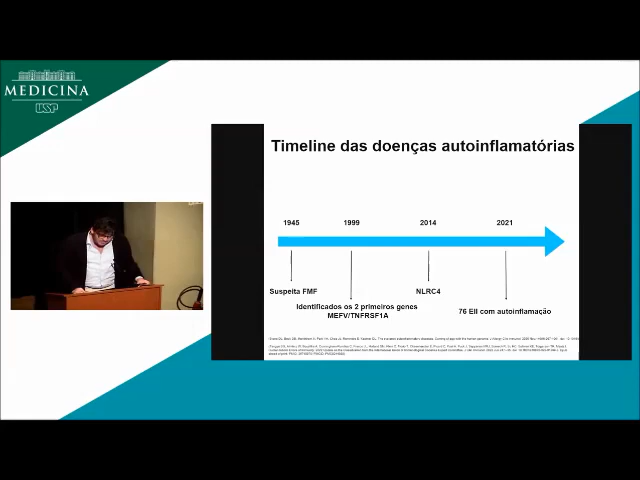 MEDICINA
USP
Timeline das doenças autoinflamatórias
1945
1999
2014
2021
Suspeita FMF
Identificados os 2 primeiros genes
MEFV/TNFRSF1A
NLRC4
76 EII com autoinflamação